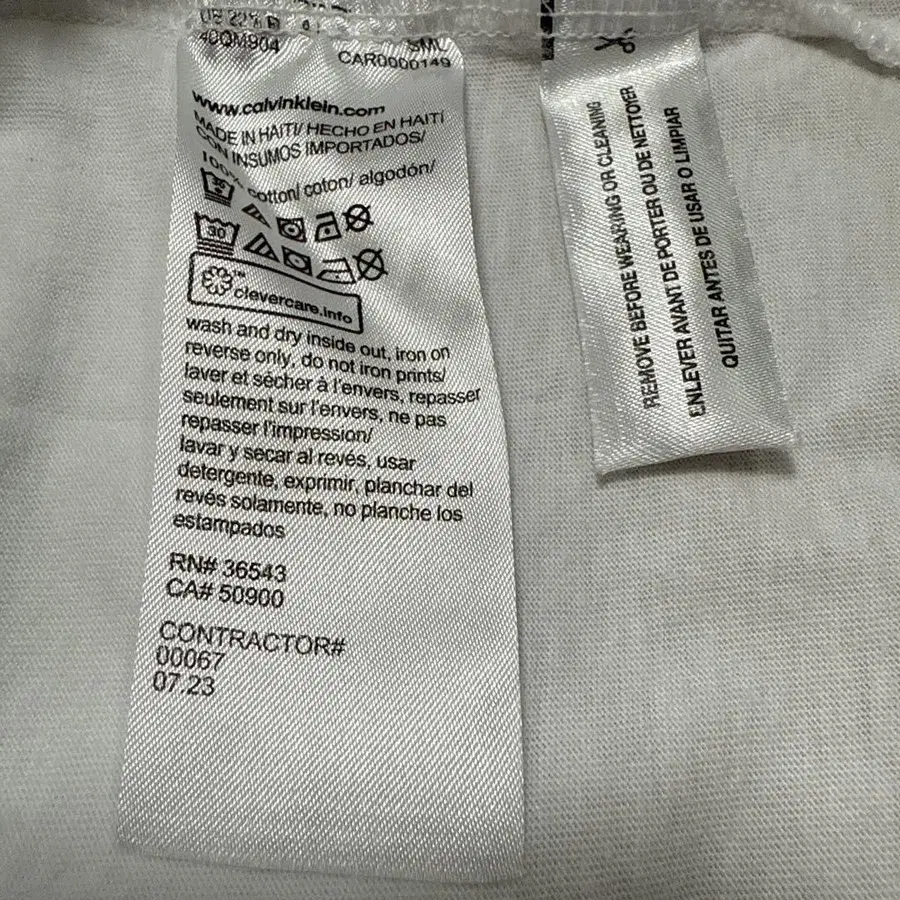 40QM904
SML
CAR0000149
www.calvinklein.com
MADE IN HAITI/ HECHO EN HAITÍ
CON INSUMOS IMPORTADOS/
100% cotton/ coton/ algodón/
30
30
clevercare.info
wash and dry inside out, iron on
reverse only, do not iron prints/
laver et sécher à l'envers, repasser
seulement sur l'envers, ne pas
repasser l'impression/
lavar y secar al revés, usar
detergente, exprimir, planchar del
revés solamente, no planche los
estampados
RN# 36543
CA# 50900
CONTRACTOR#
00067
07.23
REMOVE BEFORE WEARING OR CLEANING
ENLEVER AVANT DE PORTER OU DE NETTOYER
QUITAR ANTES DE USAR O LIMPIAR